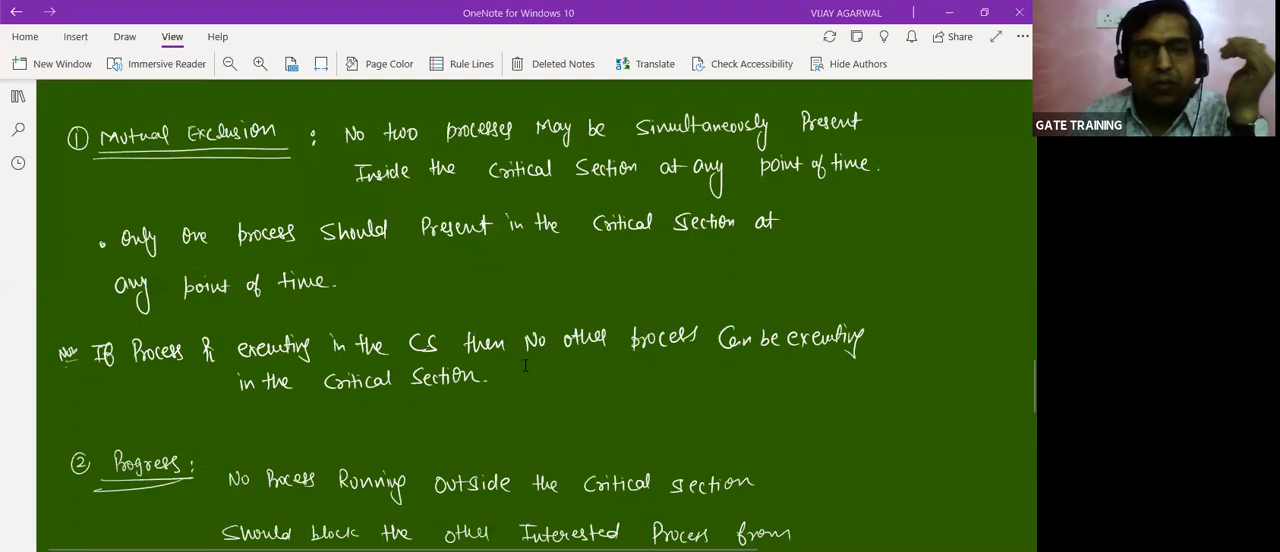 OneNote for Windows 10
VIJAY AGARWAL
Home Insert Draw View Help
Share
New Window Immersive Reader Page Color Rule Lines Deleted Notes Translate Check Accessibility Hide Authors
GATE TRAINING
① Mutual Exclusion : No two processes May be Simultaneously Present
Inside the Critical Section at any point of time.
• Only one process Should Present in the Critical Section at
any point of time.
If Process Pi executing in the CS then No other process Can be executing
in the Critical Section.
② Progress:
No Process Running Outside the Critical section
Should block the other Interested Process from